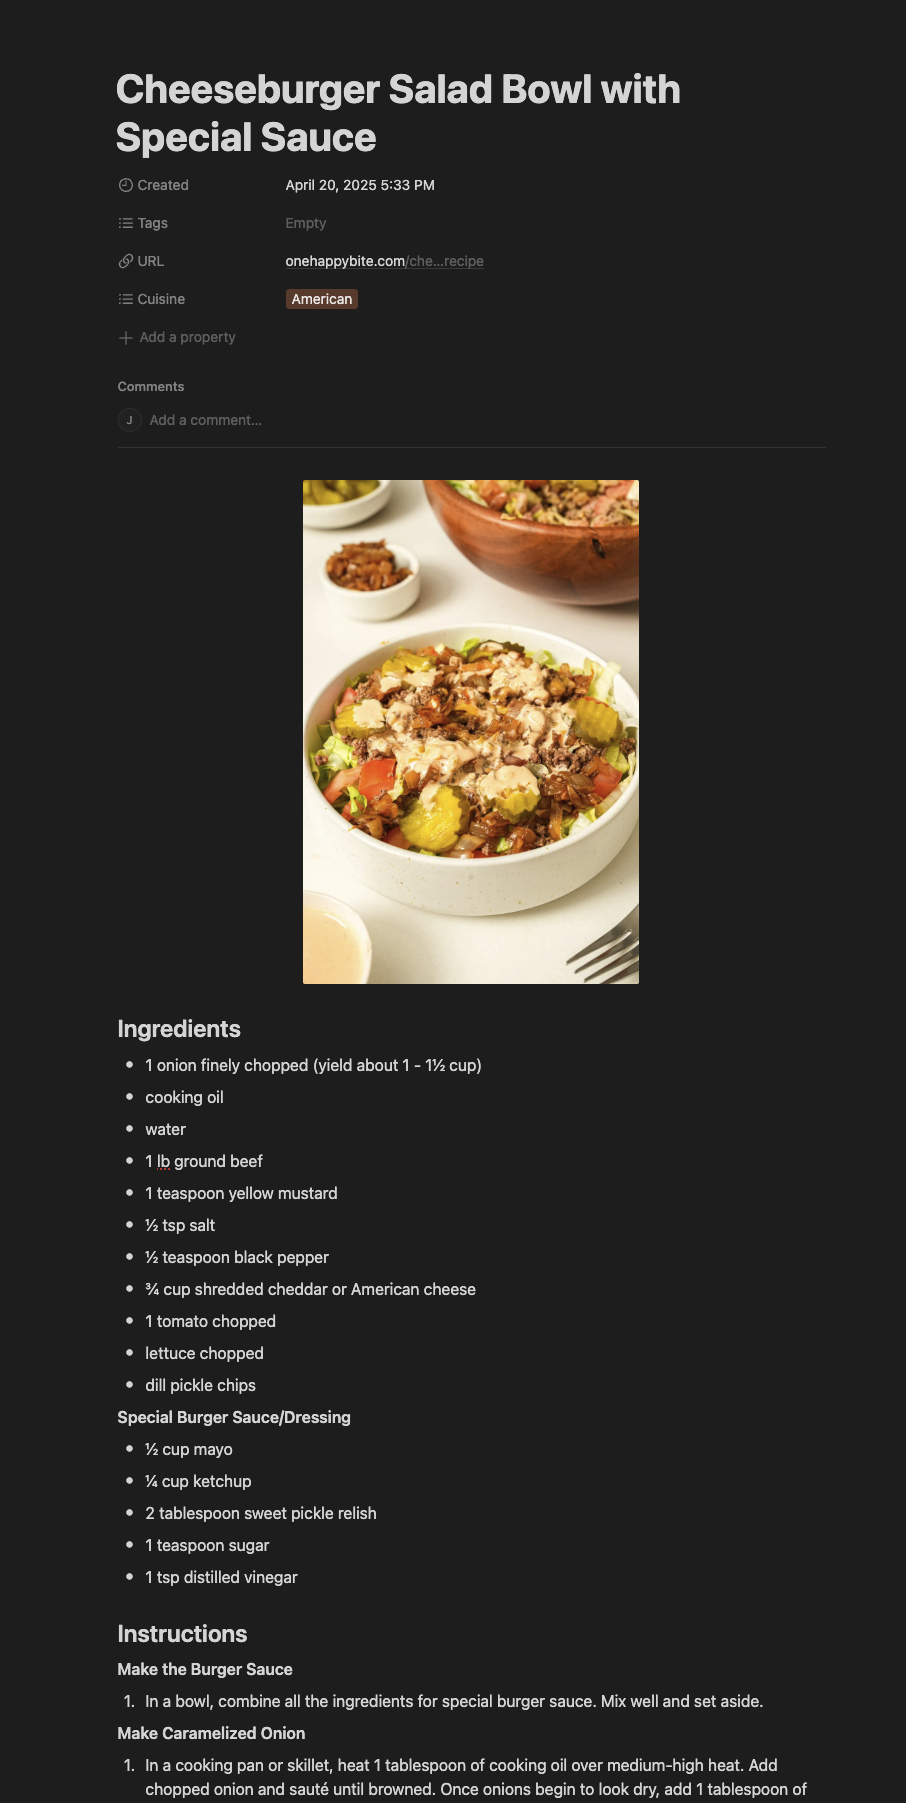 Cheeseburger Salad Bowl with
Special Sauce
Created April 20, 2025 5:33 PM
Tags Empty
URL onehappybite.com/che...recipe
Cuisine American
Add a property
Comments
J Add a comment...
Ingredients
• 1 onion finely chopped (yield about 1 - 1½ cup)
• cooking oil
• water
• 1 lb ground beef
• 1 teaspoon yellow mustard
• ½ tsp salt
• ½ teaspoon black pepper
• ¾ cup shredded cheddar or American cheese
• 1 tomato chopped
• lettuce chopped
• dill pickle chips
Special Burger Sauce/Dressing
• ½ cup mayo
• ¼ cup ketchup
• 2 tablespoon sweet pickle relish
• 1 teaspoon sugar
• 1 tsp distilled vinegar
Instructions
Make the Burger Sauce
1. In a bowl, combine all the ingredients for special burger sauce. Mix well and set aside.
Make Caramelized Onion
1. In a cooking pan or skillet, heat 1 tablespoon of cooking oil over medium-high heat. Add
chopped onion and sauté until browned. Once onions begin to look dry, add 1 tablespoon of